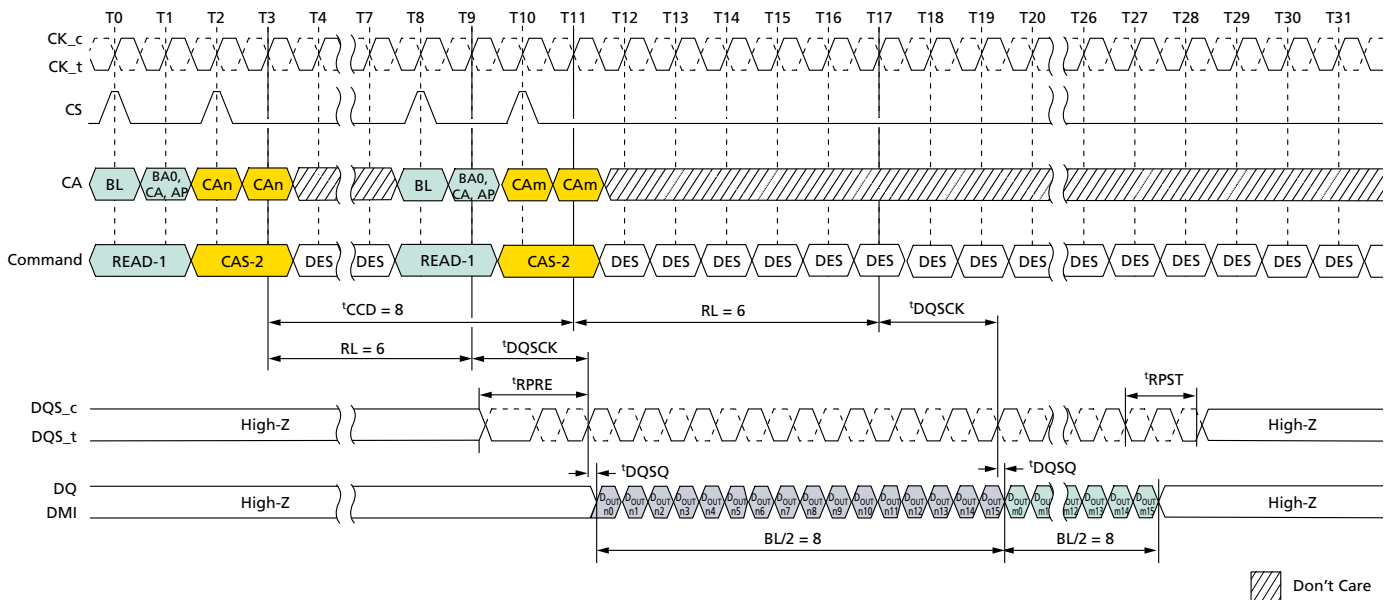 T0 T1 T2 T3 T4 T7 T8 T9 T10 T11 T12 T13 T14 T15 T16 T17 T18 T19 T20 T26 T27 T28 T29 T30 T31
CK_c
CK_t
CS
CA BL BA0, CA, AP CAn CAn BL BA0, CA, AP CAm CAm
Command READ-1 CAS-2 DES DES READ-1 CAS-2 DES DES DES DES DES DES DES DES DES DES DES DES DES DES DES
tCCD = 8 RL = 6 tDQSCK
RL = 6 tDQSCK
tRPRE tRPST
DQS_c
DQS_t High-Z High-Z
tDQSQ tDQSQ
DQ
DMI High-Z DOUT n0 DOUT n1 DOUT n2 DOUT n3 DOUT n4 DOUT n5 DOUT n6 DOUT n7 DOUT n8 DOUT n9 DOUT n10 DOUT n11 DOUT n12 DOUT n13 DOUT n14 DOUT n15 DOUT m0 DOUT m1 DOUT m12 DOUT m13 DOUT m14 DOUT m15 High-Z
BL/2 = 8 BL/2 = 8
Don't Care